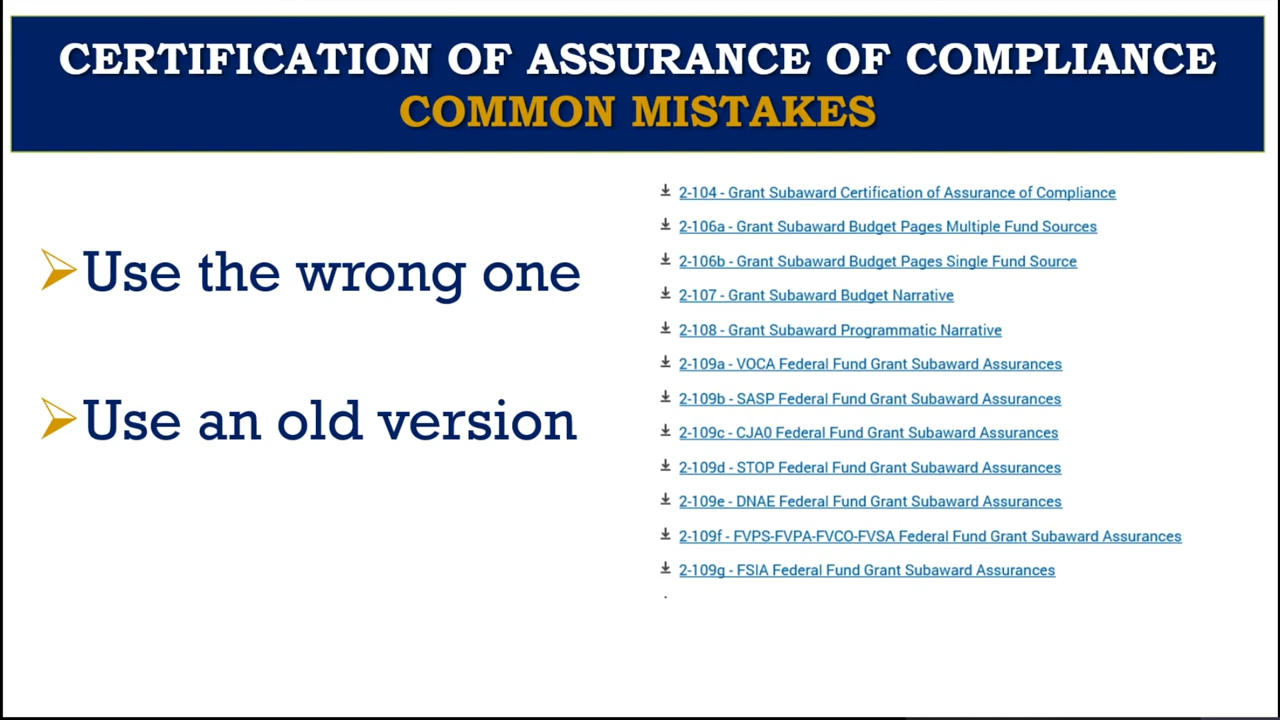 CERTIFICATION OF ASSURANCE OF COMPLIANCE
COMMON MISTAKES
Use the wrong one
Use an old version
2-104 - Grant Subaward Certification of Assurance of Compliance
2-106a - Grant Subaward Budget Pages Multiple Fund Sources
2-106b - Grant Subaward Budget Pages Single Fund Source
2-107 - Grant Subaward Budget Narrative
2-108 - Grant Subaward Programmatic Narrative
2-109a - VOCA Federal Fund Grant Subaward Assurances
2-109b - SASP Federal Fund Grant Subaward Assurances
2-109c - CJA0 Federal Fund Grant Subaward Assurances
2-109d - STOP Federal Fund Grant Subaward Assurances
2-109e - DNAE Federal Fund Grant Subaward Assurances
2-109f - FVPS-FVPA-FVCO-FVSA Federal Fund Grant Subaward Assurances
2-109g - FSIA Federal Fund Grant Subaward Assurances